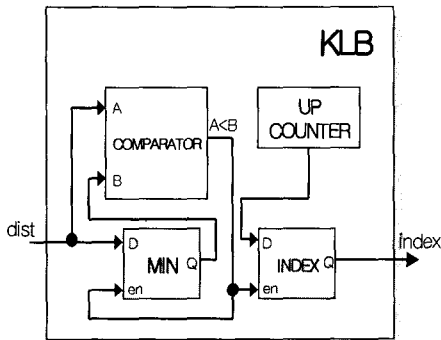 KLB
A
A<B
UP
COUNTER
COMPARATOR
B
dist
D
MIN
Q
en
D
INDEX
Q
en
index